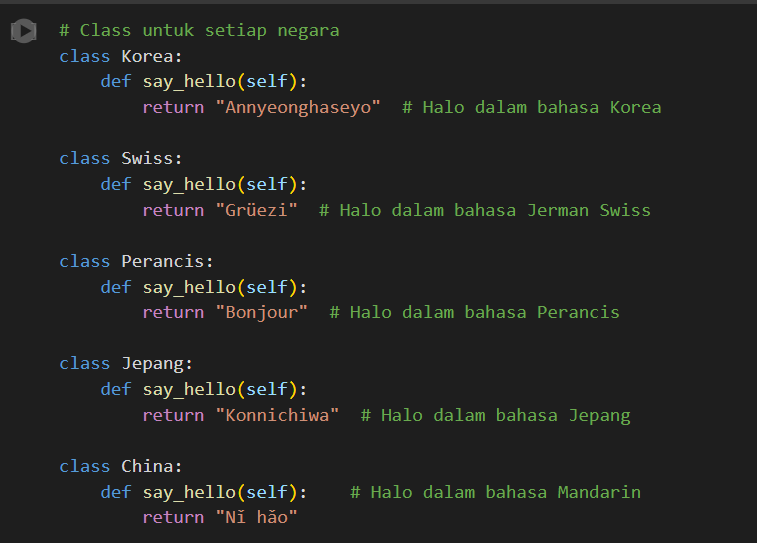 # Class untuk setiap negara
class Korea:
    def say_hello(self):
        return "Annyeonghaseyo"  # Halo dalam bahasa Korea

class Swiss:
    def say_hello(self):
        return "Grüezi"  # Halo dalam bahasa Jerman Swiss

class Perancis:
    def say_hello(self):
        return "Bonjour"  # Halo dalam bahasa Perancis

class Jepang:
    def say_hello(self):
        return "Konnichiwa"  # Halo dalam bahasa Jepang

class China:
    def say_hello(self):    # Halo dalam bahasa Mandarin
        return "Nǐ hǎo"